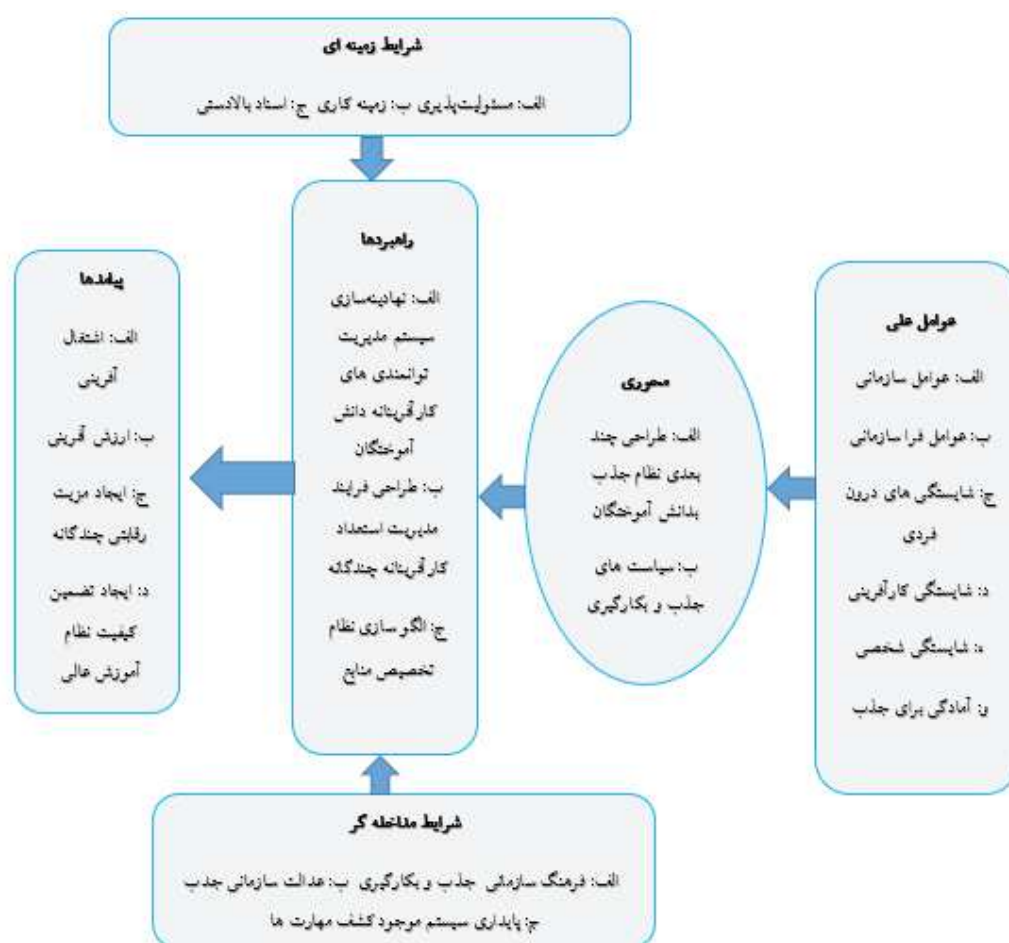 شرایط زمینه ای
الف: مسئولیت‌پذیری ب: زمینه کاری ج: اسناد بالادستی
عوامل علی
الف: عوامل سازمانی
ب: عوامل فرا سازمانی
ج: شایستگی های درون
فردی
د: شایستگی کارآفرینی
ه: شایستگی شخصی
و: آمادگی برای جذب
محوری
الف: طراحی چند
بعدی نظام جذب
بدانش آموختگان
ب: سیاست های
جذب و بکارگیری
راهبردها
الف: نهادینه‌سازی
سیستم مدیریت
توانمندی های
کارآفرینانه دانش
آموختگان
ب: طراحی فرایند
مدیریت استعداد
کارآفرینانه چندگانه
ج: الگو سازی نظام
تخصیص منابع
پیامدها
الف: اشتغال
آفرینی
ب: ارزش آفرینی
ج: ایجاد مزیت
رقابتی چندگانه
د: ایجاد تضمین
کیفیت نظام
آموزش عالی
شرایط مداخله گر
الف: فرهنگ سازمانی جذب و بکارگیری ب: عدالت سازمانی جذب
ج: پایداری سیستم موجود کشف مهارت ها